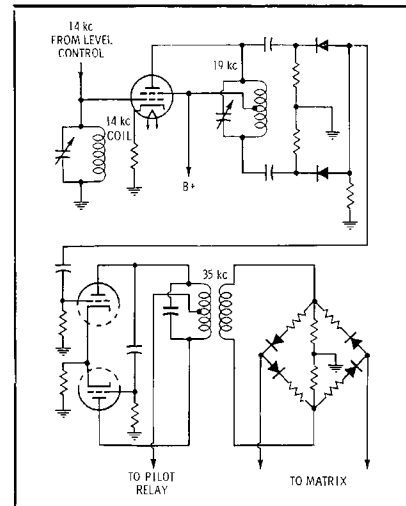 14 kc
FROM LEVEL
CONTROL
19 kc
14 kc
COIL
B+
35 kc
TO PILOT
RELAY
TO MATRIX